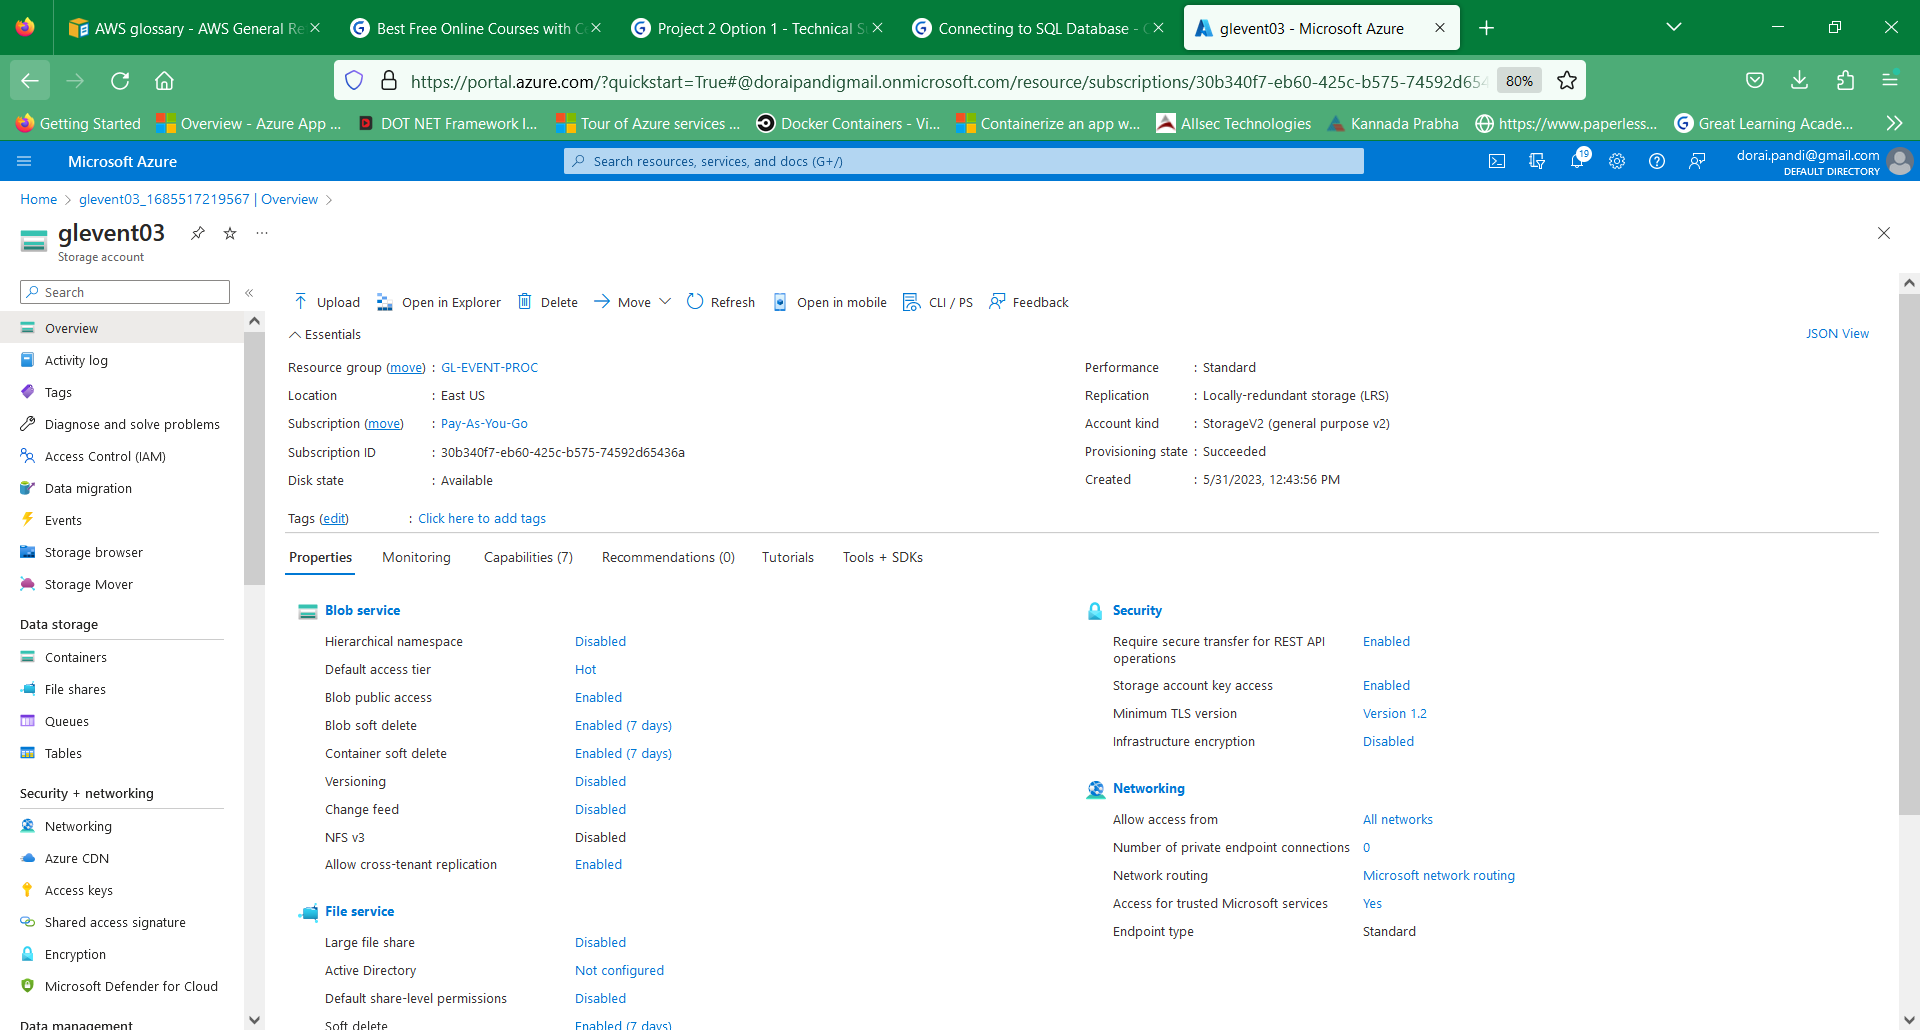 AWS glossary - AWS General Re
Best Free Online Courses with Ce
Project 2 Option 1 - Technical S
Connecting to SQL Database -
glevent03 - Microsoft Azure
https://portal.azure.com/?quickstart=True#@doraipandigmail.onmicrosoft.com/resource/subscriptions/30b340f7-eb60-425c-b575-74592d654
80%
Getting Started
Overview - Azure App ...
DOT NET Framework I...
Tour of Azure services ...
Docker Containers - Vi...
Containerize an app w...
Allsec Technologies
Kannada Prabha
https://www.paperless...
Great Learning Acade...
Microsoft Azure
Search resources, services, and docs (G+/)
19
dorai.pandi@gmail.com
DEFAULT DIRECTORY
Home > glevent03_1685517219567 | Overview >
glevent03
Storage account
Search
Overview
Activity log
Tags
Diagnose and solve problems
Access Control (IAM)
Data migration
Events
Storage browser
Storage Mover
Data storage
Containers
File shares
Queues
Tables
Security + networking
Networking
Azure CDN
Access keys
Shared access signature
Encryption
Microsoft Defender for Cloud
Data management
Upload
Open in Explorer
Delete
Move
Refresh
Open in mobile
CLI / PS
Feedback
Essentials
JSON View
Resource group (move) : GL-EVENT-PROC
Location : East US
Subscription (move) : Pay-As-You-Go
Subscription ID : 30b340f7-eb60-425c-b575-74592d65436a
Disk state : Available
Tags (edit) : Click here to add tags
Performance : Standard
Replication : Locally-redundant storage (LRS)
Account kind : StorageV2 (general purpose v2)
Provisioning state : Succeeded
Created : 5/31/2023, 12:43:56 PM
Properties
Monitoring
Capabilities (7)
Recommendations (0)
Tutorials
Tools + SDKs
Blob service
Hierarchical namespace Disabled
Default access tier Hot
Blob public access Enabled
Blob soft delete Enabled (7 days)
Container soft delete Enabled (7 days)
Versioning Disabled
Change feed Disabled
NFS v3 Disabled
Allow cross-tenant replication Enabled
File service
Large file share Disabled
Active Directory Not configured
Default share-level permissions Disabled
Soft delete Enabled (7 days)
Security
Require secure transfer for REST API Enabled
operations
Storage account key access Enabled
Minimum TLS version Version 1.2
Infrastructure encryption Disabled
Networking
Allow access from All networks
Number of private endpoint connections 0
Network routing Microsoft network routing
Access for trusted Microsoft services Yes
Endpoint type Standard